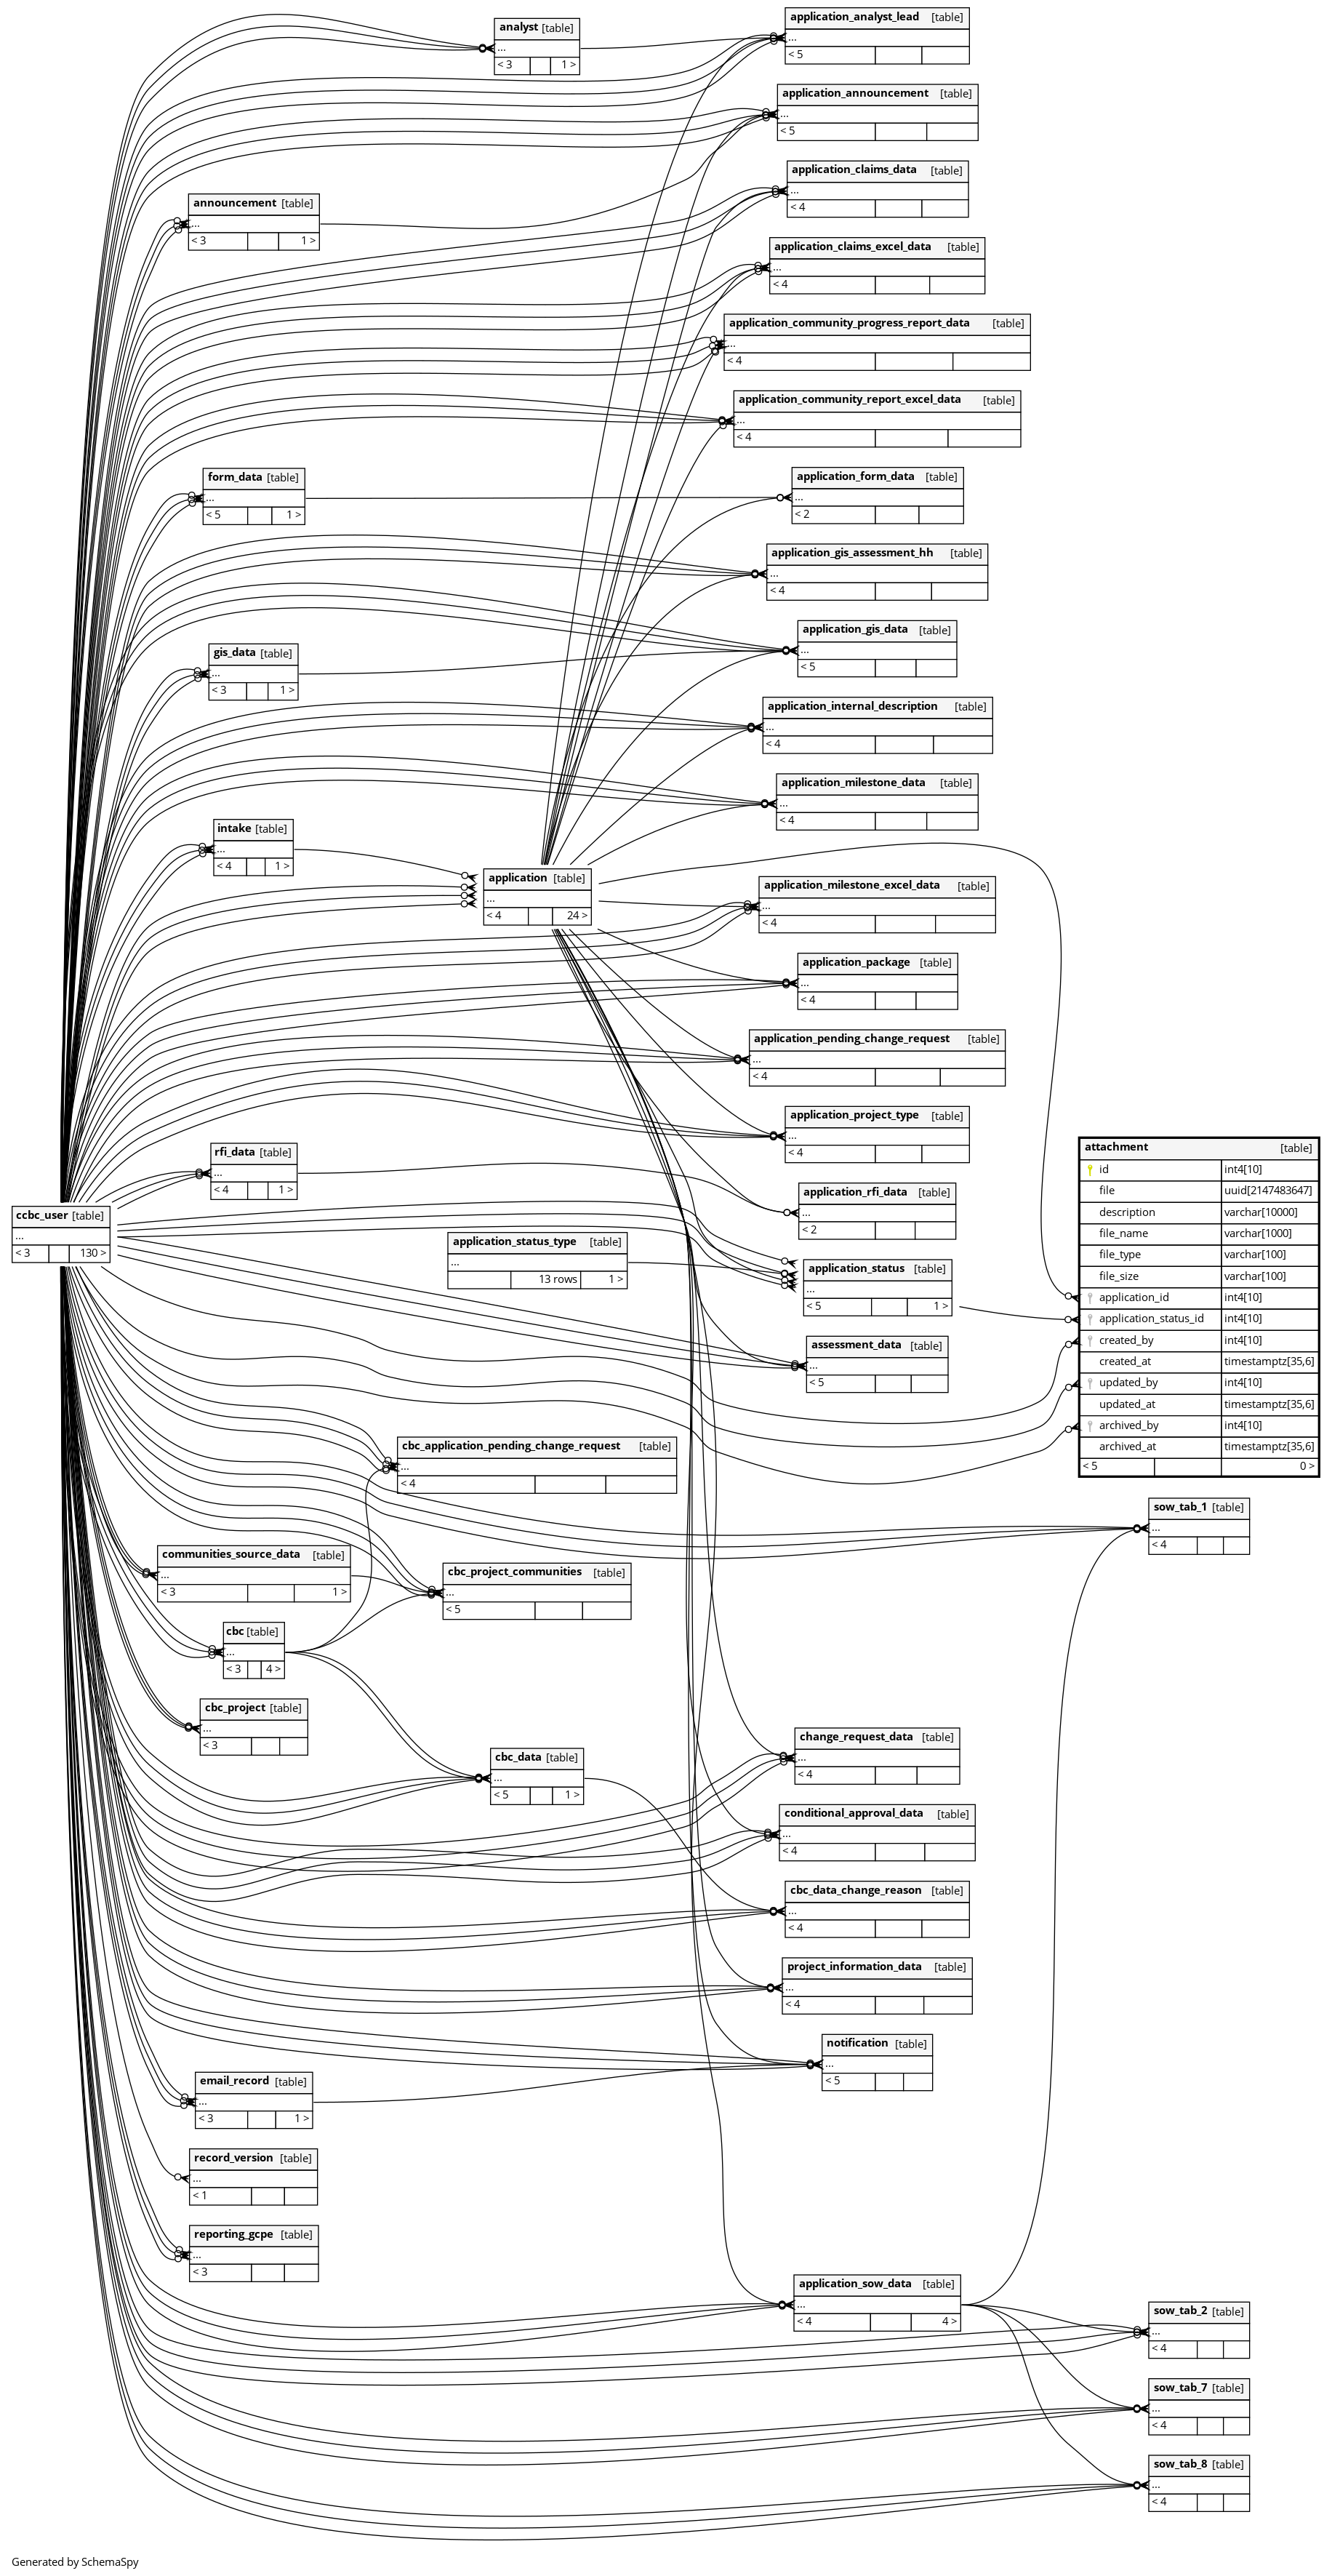 analyst [table]
...
< 3 1 >
application_analyst_lead [table]
...
< 5
application_announcement [table]
...
< 5
application_claims_data [table]
...
< 4
announcement [table]
...
< 3 1 >
application_claims_excel_data [table]
...
< 4
application_community_progress_report_data [table]
...
< 4
application_community_report_excel_data [table]
...
< 4
form_data [table]
...
< 5 1 >
application_form_data [table]
...
< 2
application_gis_assessment_hh [table]
...
< 4
application_gis_data [table]
...
< 5
gis_data [table]
...
< 3 1 >
application_internal_description [table]
...
< 4
application_milestone_data [table]
...
< 4
intake [table]
...
< 4 1 >
application [table]
...
< 4 24 >
application_milestone_excel_data [table]
...
< 4
application_package [table]
...
< 4
application_pending_change_request [table]
...
< 4
application_project_type [table]
...
< 4
rfi_data [table]
...
< 4 1 >
application_rfi_data [table]
...
< 2
ccbc_user [table]
...
< 3 130 >
application_status_type [table]
...
13 rows 1 >
application_status [table]
...
< 5 1 >
assessment_data [table]
...
< 5
attachment [table]
id int4[10]
file uuid[2147483647]
description varchar[10000]
file_name varchar[1000]
file_type varchar[100]
file_size varchar[100]
application_id int4[10]
application_status_id int4[10]
created_by int4[10]
created_at timestamptz[35,6]
updated_by int4[10]
updated_at timestamptz[35,6]
archived_by int4[10]
archived_at timestamptz[35,6]
< 5 0 >
cbc_application_pending_change_request [table]
...
< 4
sow_tab_1 [table]
...
< 4
communities_source_data [table]
...
< 3 1 >
cbc_project_communities [table]
...
< 5
cbc [table]
...
< 3 4 >
cbc_project [table]
...
< 3
cbc_data [table]
...
< 5 1 >
change_request_data [table]
...
< 4
conditional_approval_data [table]
...
< 4
cbc_data_change_reason [table]
...
< 4
project_information_data [table]
...
< 4
notification [table]
...
< 5
email_record [table]
...
< 3 1 >
record_version [table]
...
< 1
reporting_gcpe [table]
...
< 3
application_sow_data [table]
...
< 4 4 >
sow_tab_2 [table]
...
< 4
sow_tab_7 [table]
...
< 4
sow_tab_8 [table]
...
< 4
Generated by SchemaSpy